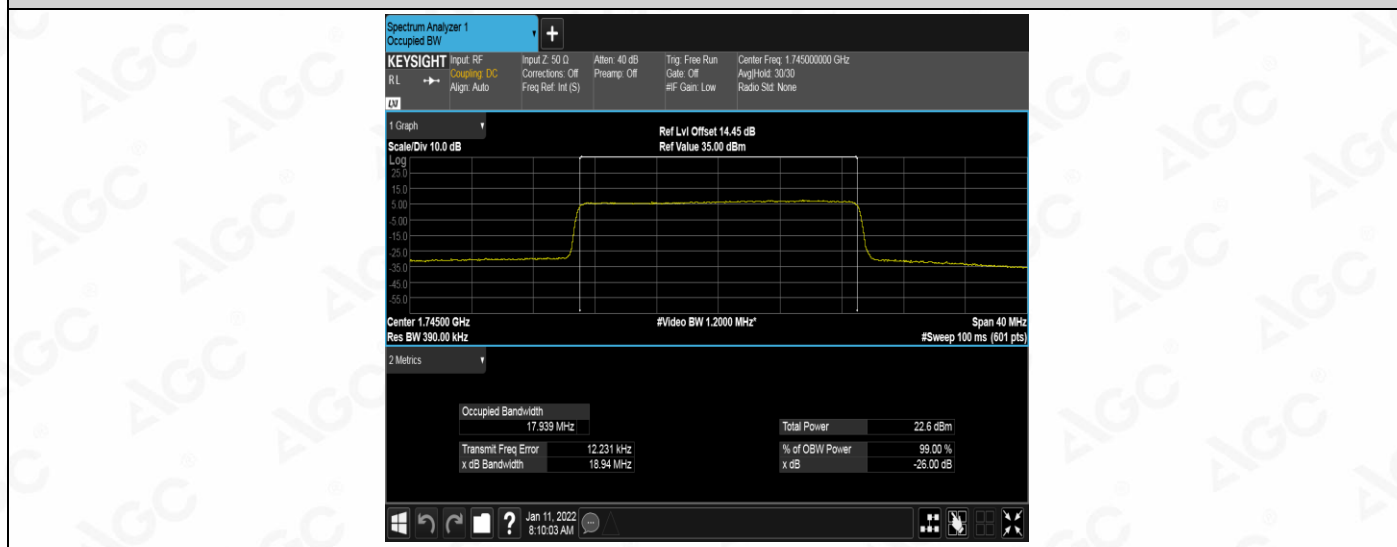 Spectrum Analyzer 1
Occupied BW
+
KEYSIGHT
RL
LXI
Input: RF
Coupling: DC
Align: Auto
Input Z: 50 Ω
Corrections: Off
Freq Ref: Int (S)
Atten: 40 dB
Preamp: Off
Trig: Free Run
Gate: Off
#IF Gain: Low
Center Freq: 1.745000000 GHz
Avg|Hold: 30/30
Radio Std: None
1 Graph
Scale/Div 10.0 dB
Ref Lvl Offset 14.45 dB
Ref Value 35.00 dBm
Log
25.0
15.0
5.00
-5.00
-15.0
-25.0
-35.0
-45.0
-55.0
Center 1.74500 GHz
#Video BW 1.2000 MHz*
Span 40 MHz
Res BW 390.00 kHz
#Sweep 100 ms (601 pts)
2 Metrics
Occupied Bandwidth
17.939 MHz
Total Power 22.6 dBm
Transmit Freq Error 12.231 kHz
% of OBW Power 99.00 %
x dB Bandwidth 18.94 MHz
x dB -26.00 dB
?
Jan 11, 2022
8:10:03 AM
AGC